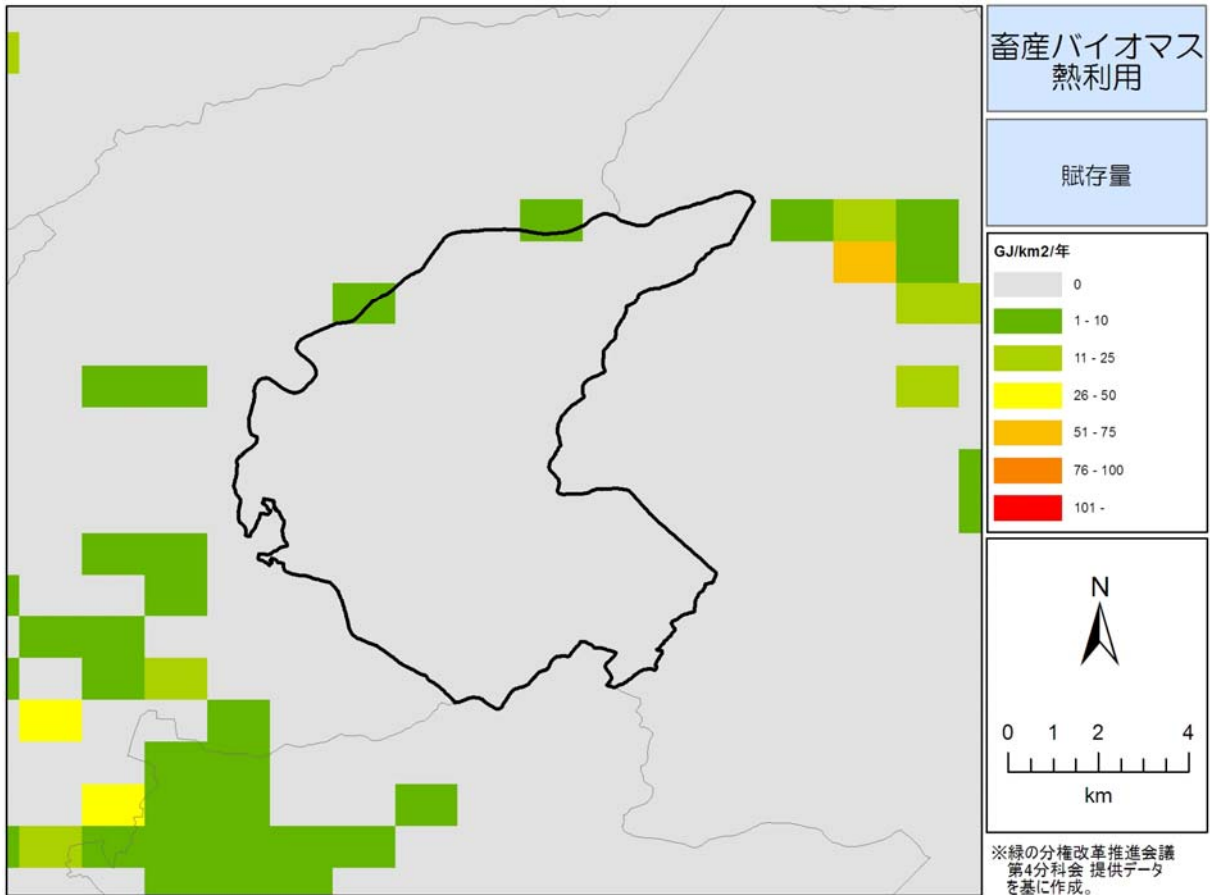 畜産バイオマス
熱利用
賦存量
GJ/km2/年
0
1 - 10
11 - 25
26 - 50
51 - 75
76 - 100
101 -
N
0 1 2 4
km
※緑の分権改革推進会議
第4分科会 提供データ
を基に作成。